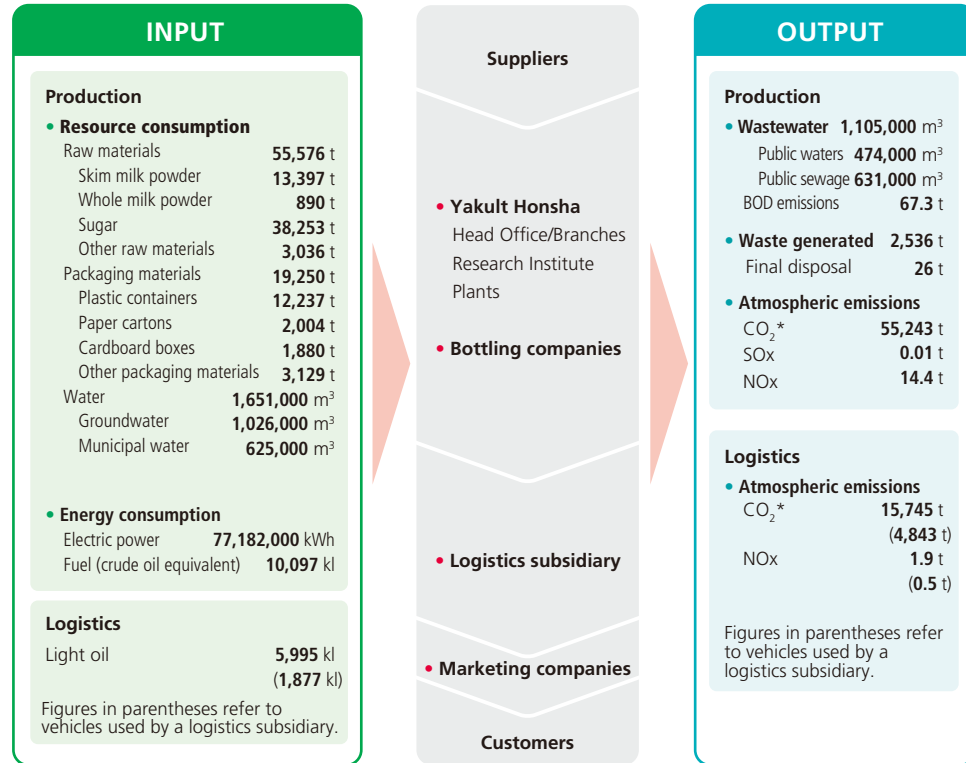 INPUT
Production
• Resource consumption
Raw materials 55,576 t
Skim milk powder 13,397 t
Whole milk powder 890 t
Sugar 38,253 t
Other raw materials 3,036 t
Packaging materials 19,250 t
Plastic containers 12,237 t
Paper cartons 2,004 t
Cardboard boxes 1,880 t
Other packaging materials 3,129 t
Water 1,651,000 m³
Groundwater 1,026,000 m³
Municipal water 625,000 m³
• Energy consumption
Electric power 77,182,000 kWh
Fuel (crude oil equivalent) 10,097 kl
Logistics
Light oil 5,995 kl
(1,877 kl)
Figures in parentheses refer to
vehicles used by a logistics subsidiary.
Suppliers
• Yakult Honsha
Head Office/Branches
Research Institute
Plants
• Bottling companies
• Logistics subsidiary
• Marketing companies
Customers
OUTPUT
Production
• Wastewater 1,105,000 m³
Public waters 474,000 m³
Public sewage 631,000 m³
BOD emissions 67.3 t
• Waste generated 2,536 t
Final disposal 26 t
• Atmospheric emissions
CO₂* 55,243 t
SOx 0.01 t
NOx 14.4 t
Logistics
• Atmospheric emissions
CO₂* 15,745 t
(4,843 t)
NOx 1.9 t
(0.5 t)
Figures in parentheses refer
to vehicles used by a
logistics subsidiary.